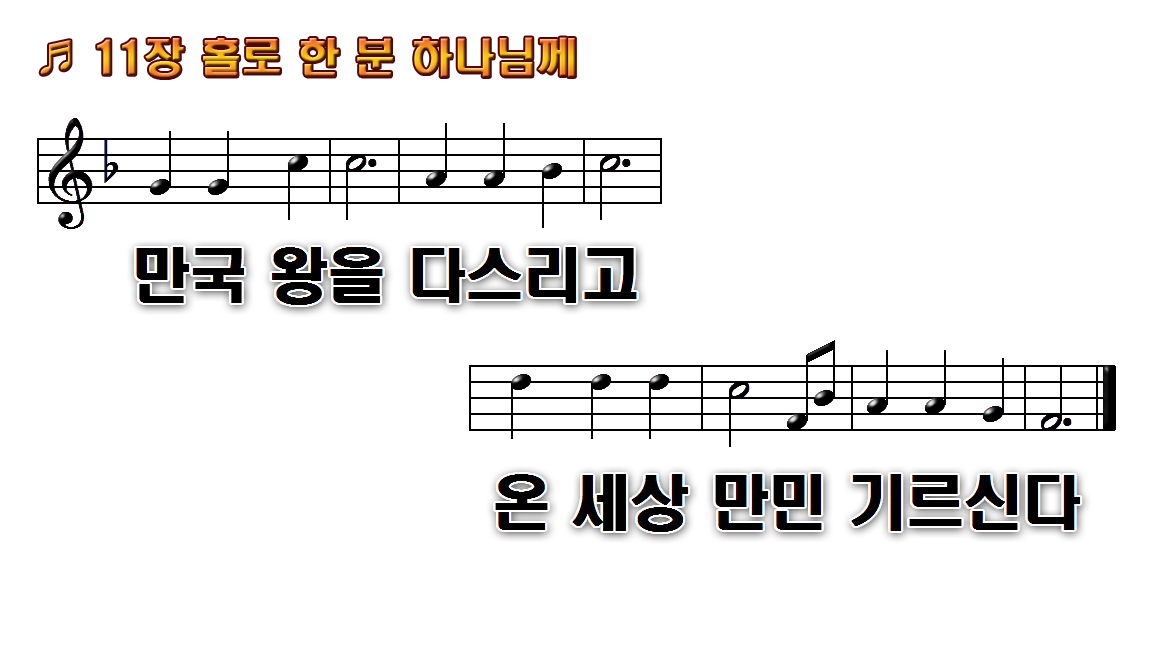 ♬ 11장 홀로 한 분 하나님께
만국 왕을 다스리고
온 세상 만민 기르신다